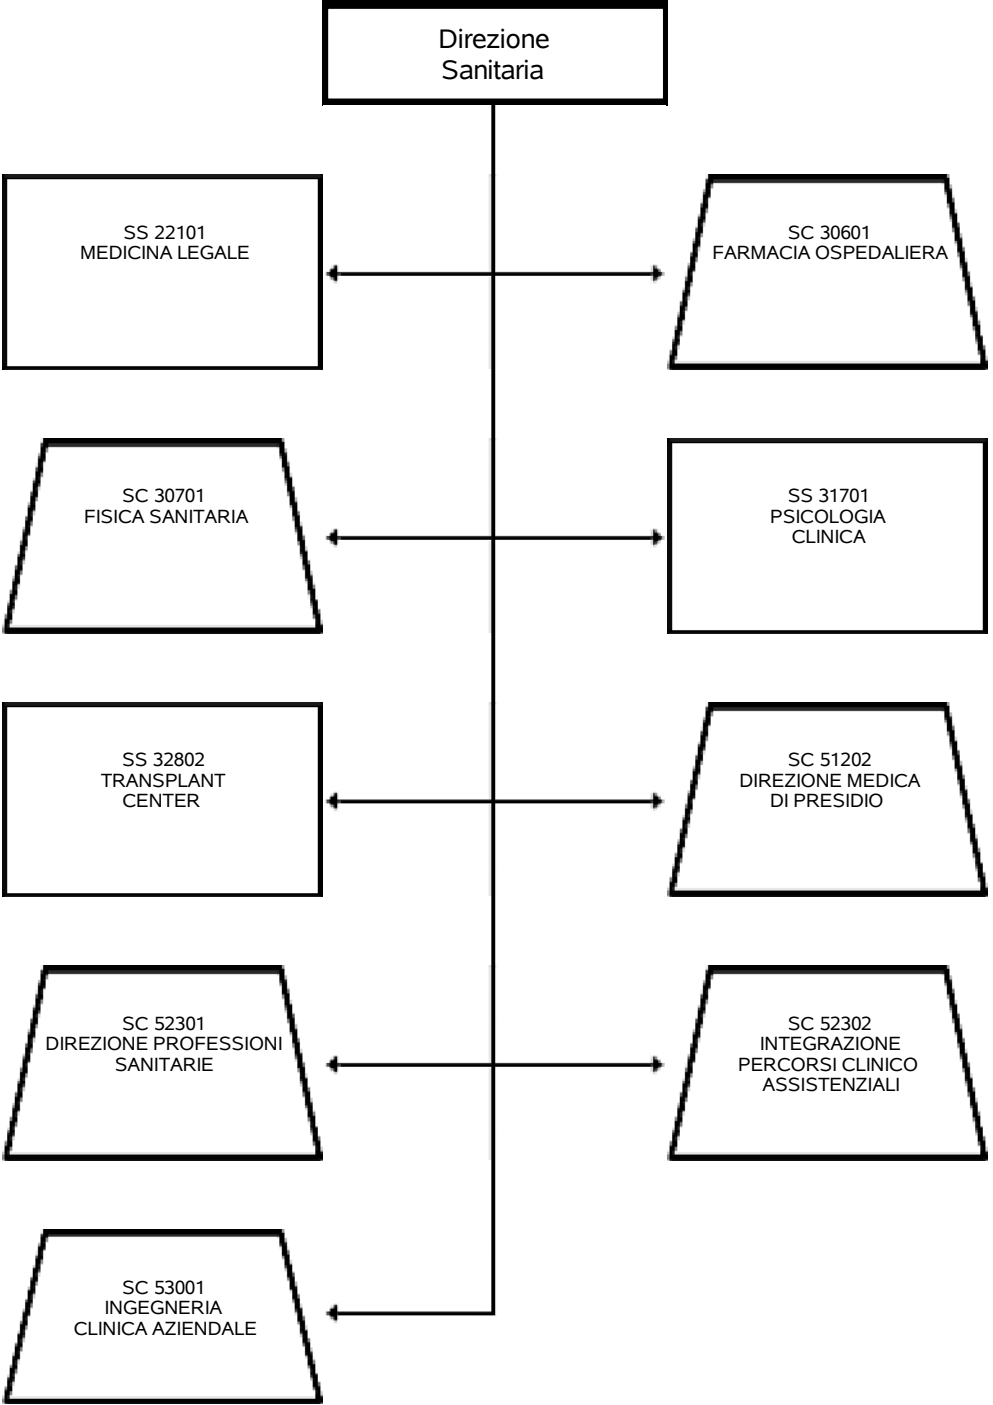 Direzione
Sanitaria
SS 22101
MEDICINA LEGALE
SC 30601
FARMACIA OSPEDALIERA
SC 30701
FISICA SANITARIA
SS 31701
PSICOLOGIA
CLINICA
SS 32802
TRANSPLANT
CENTER
SC 51202
DIREZIONE MEDICA
DI PRESIDIO
SC 52301
DIREZIONE PROFESSIONI
SANITARIE
SC 52302
INTEGRAZIONE
PERCORSI CLINICO
ASSISTENZIALI
SC 53001
INGEGNERIA
CLINICA AZIENDALE